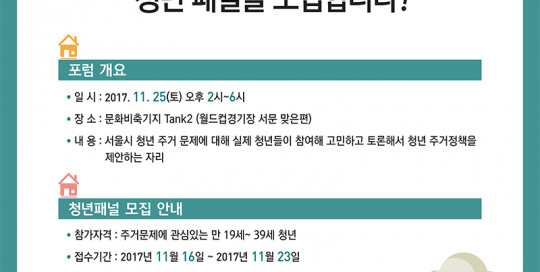 청년 패널을 모집합니다!
포럼 개요
• 일 시 : 2017. 11. 25(토) 오후 2시~6시
• 장 소 : 문화비축기지 Tank2 (월드컵경기장 서문 맞은편)
• 내 용 : 서울시 청년 주거 문제에 대해 실제 청년들이 참여해 고민하고 토론해서 청년 주거정책을
제안하는 자리
청년패널 모집 안내
• 참가자격 : 주거문제에 관심있는 만 19세~ 39세 청년
• 접수기간 : 2017년 11월 16일 ~ 2017년 11월 23일